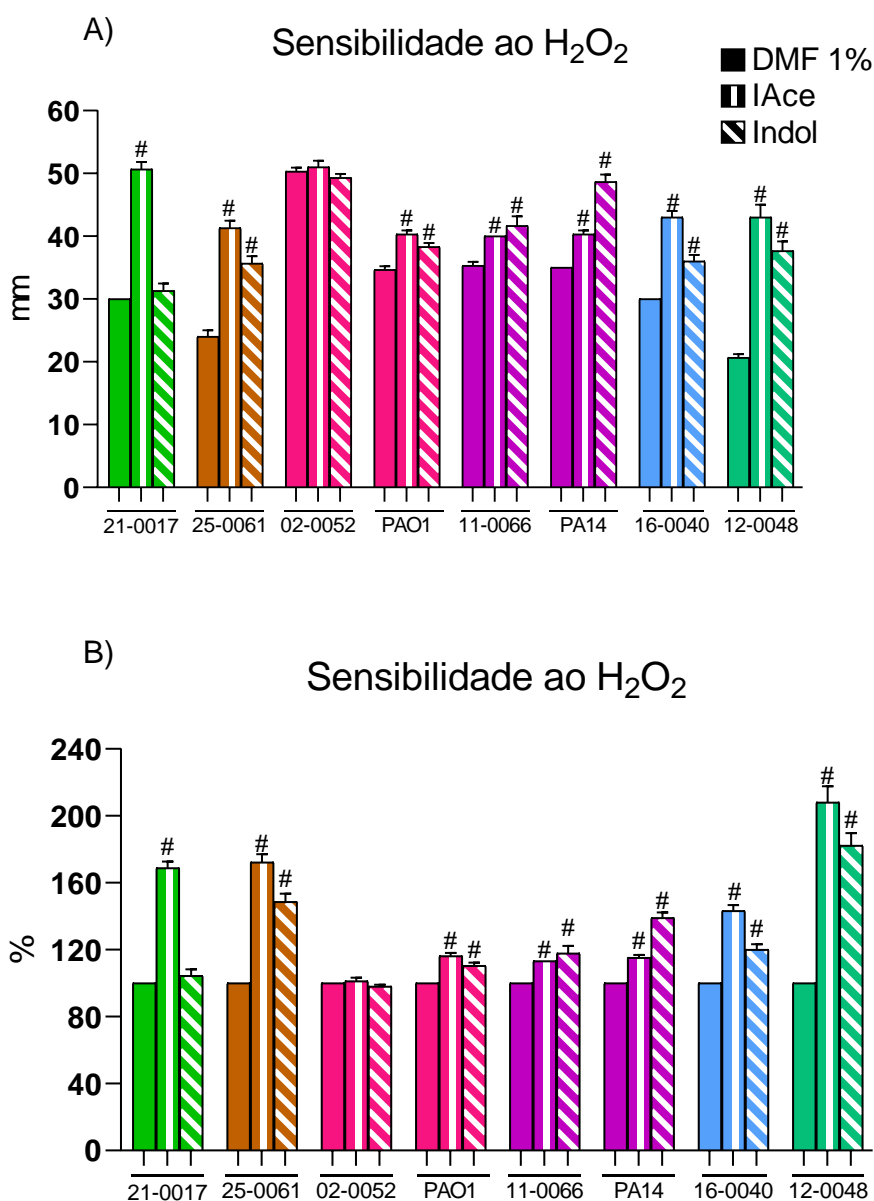 A)
Sensibilidade ao H₂O₂
DMF 1%
IAce
Indol
60
50
40
30
20
10
0
mm
# # # # # # # # # # # # #
21-0017 25-0061 02-0052 PAO1 11-0066 PA14 16-0040 12-0048
B)
Sensibilidade ao H₂O₂
240
200
160
120
80
40
0
%
# # # # # # # # # # # # #
21-0017 25-0061 02-0052 PAO1 11-0066 PA14 16-0040 12-0048